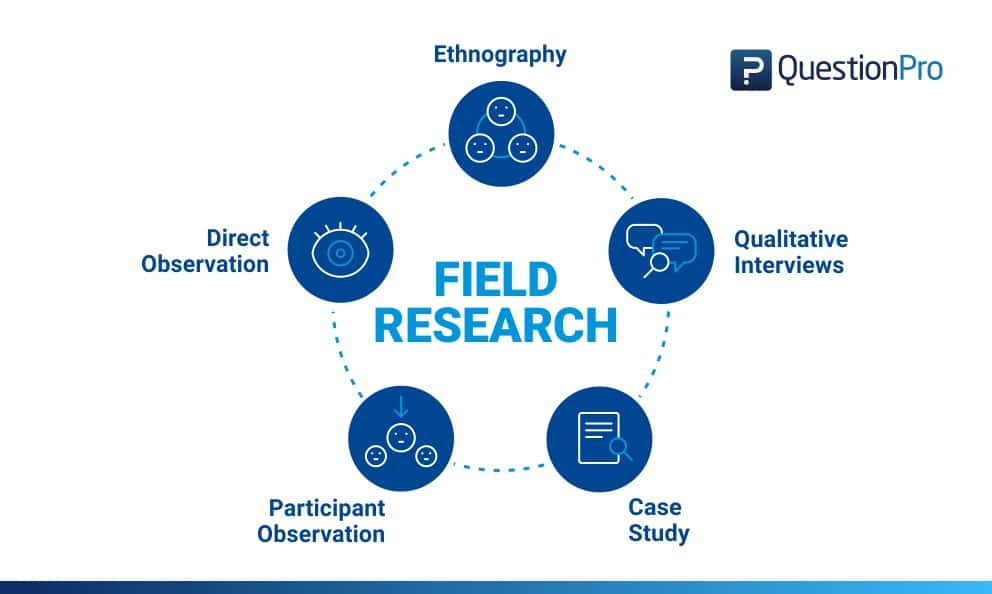 Ethnography
QuestionPro
Direct
Observation
Qualitative
Interviews
FIELD
RESEARCH
Participant
Observation
Case
Study